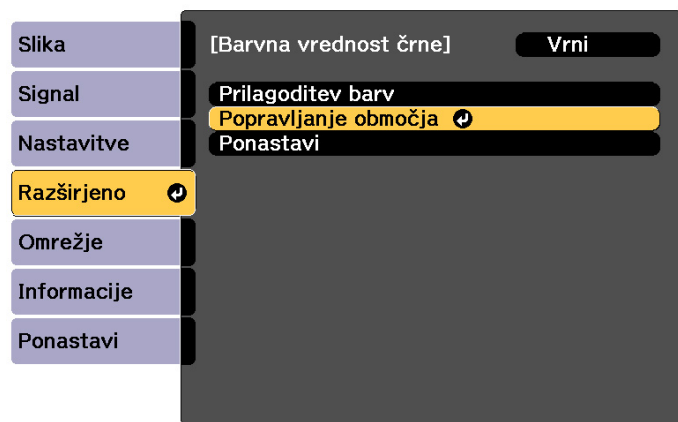 Slika
Signal
Nastavitve
Razširjeno
Omrežje
Informacije
Ponastavi
[Barvna vrednost črne] Vrni
Prilagoditev barv
Popravljanje območja
Ponastavi